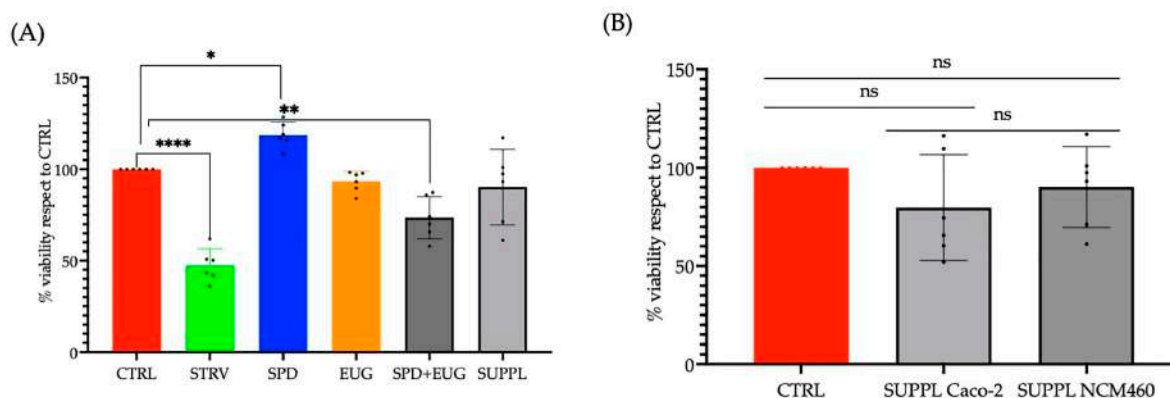 (A)
% viability respect to CTRL
150
100
50
0
*
**
****
CTRL STRV SPD EUG SPD+EUG SUPPL
(B)
% viability respect to CTRL
150
100
50
0
ns
ns
ns
CTRL SUPPL Caco-2 SUPPL NCM460